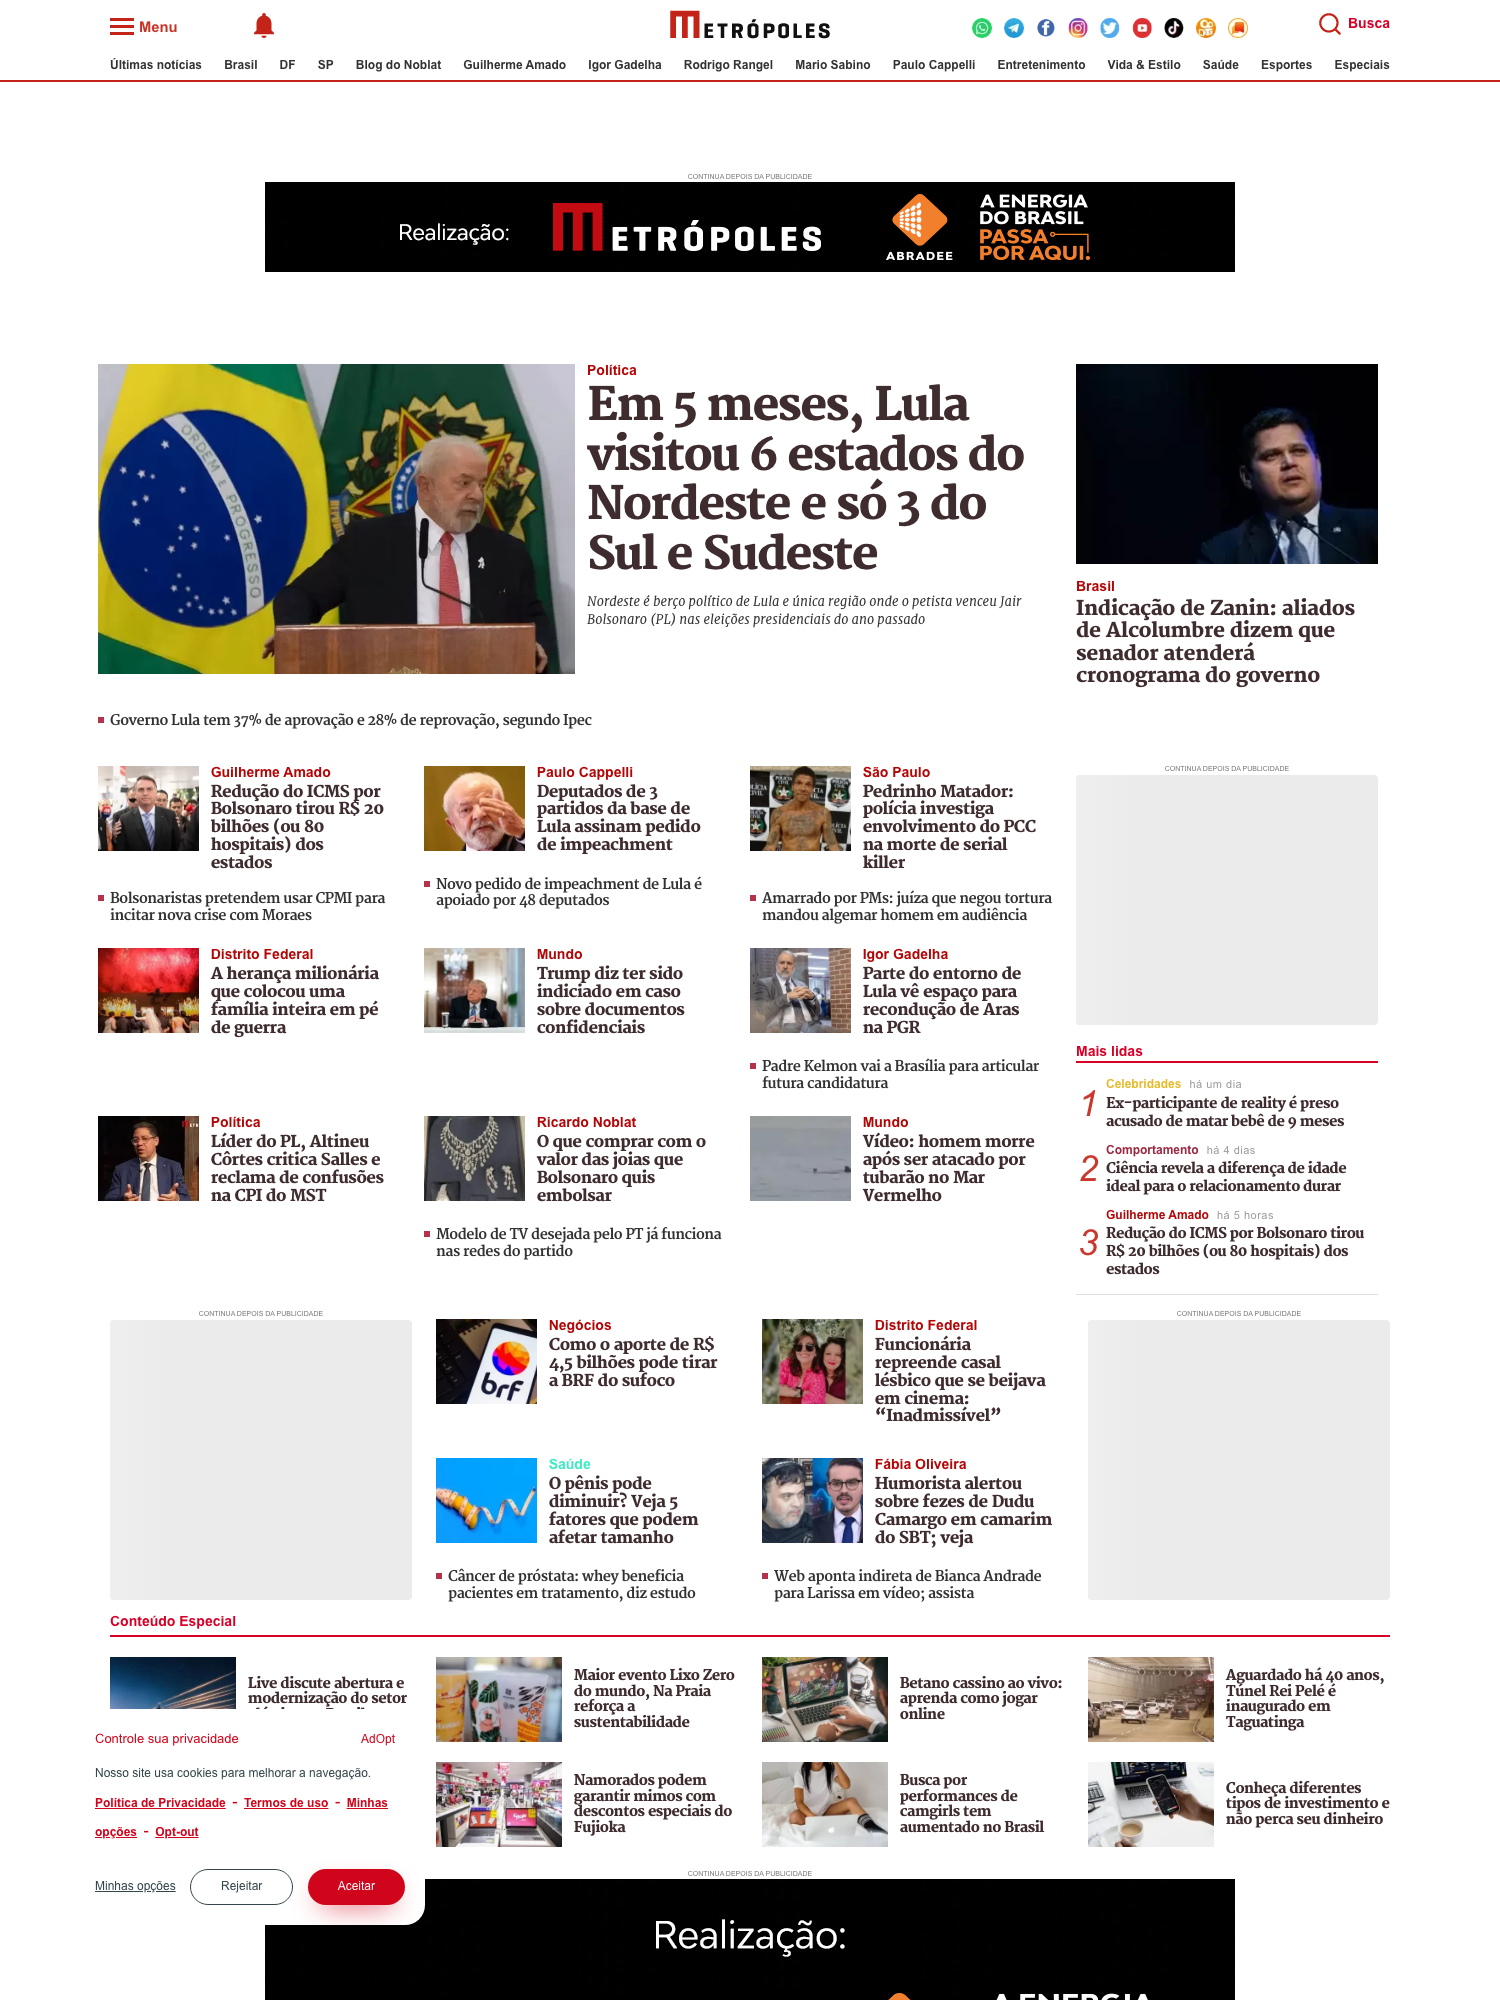 Menu
METRÓPOLES
Busca
Últimas notícias Brasil DF SP Blog do Noblat Guilherme Amado Igor Gadelha Rodrigo Rangel Mario Sabino Paulo Cappelli Entretenimento Vida & Estilo Saúde Esportes Especiais
CONTINUA DEPOIS DA PUBLICIDADE
Realização:
METRÓPOLES
ABRADEE
A ENERGIA
DO BRASIL
PASSA
POR AQUI!
ORDEM E PROGRESSO
Política
Em 5 meses, Lula
visitou 6 estados do
Nordeste e só 3 do
Sul e Sudeste
Nordeste é berço político de Lula e única região onde o petista venceu Jair
Bolsonaro (PL) nas eleições presidenciais do ano passado
Brasil
Indicação de Zanin: aliados
de Alcolumbre dizem que
senador atenderá
cronograma do governo
Governo Lula tem 37% de aprovação e 28% de reprovação, segundo Ipec
Guilherme Amado
Redução do ICMS por
Bolsonaro tirou R$ 20
bilhões (ou 80
hospitais) dos
estados
Bolsonaristas pretendem usar CPMI para
incitar nova crise com Moraes
Paulo Cappelli
Deputados de 3
partidos da base de
Lula assinam pedido
de impeachment
Novo pedido de impeachment de Lula é
apoiado por 48 deputados
São Paulo
Pedrinho Matador:
polícia investiga
envolvimento do PCC
na morte de serial
killer
Amarrado por PMs: juíza que negou tortura
mandou algemar homem em audiência
CONTINUA DEPOIS DA PUBLICIDADE
Distrito Federal
A herança milionária
que colocou uma
família inteira em pé
de guerra
Mundo
Trump diz ter sido
indiciado em caso
sobre documentos
confidenciais
Igor Gadelha
Parte do entorno de
Lula vê espaço para
recondução de Aras
na PGR
Padre Kelmon vai a Brasília para articular
futura candidatura
Política
Líder do PL, Altineu
Côrtes critica Salles e
reclama de confusões
na CPI do MST
Ricardo Noblat
O que comprar com o
valor das joias que
Bolsonaro quis
embolsar
Modelo de TV desejada pelo PT já funciona
nas redes do partido
Mundo
Vídeo: homem morre
após ser atacado por
tubarão no Mar
Vermelho
Mais lidas
1
Celebridades há um dia
Ex-participante de reality é preso
acusado de matar bebê de 9 meses
2
Comportamento há 4 dias
Ciência revela a diferença de idade
ideal para o relacionamento durar
3
Guilherme Amado há 5 horas
Redução do ICMS por Bolsonaro tirou
R$ 20 bilhões (ou 80 hospitais) dos
estados
CONTINUA DEPOIS DA PUBLICIDADE
brf
Negócios
Como o aporte de R$
4,5 bilhões pode tirar
a BRF do sufoco
Distrito Federal
Funcionária
repreende casal
lésbico que se beijava
em cinema:
“Inadmissível”
CONTINUA DEPOIS DA PUBLICIDADE
Saúde
O pênis pode
diminuir? Veja 5
fatores que podem
afetar tamanho
Câncer de próstata: whey beneficia
pacientes em tratamento, diz estudo
Fábia Oliveira
Humorista alertou
sobre fezes de Dudu
Camargo em camarim
do SBT; veja
Web aponta indireta de Bianca Andrade
para Larissa em vídeo; assista
Conteúdo Especial
Live discute abertura e
modernização do setor
Maior evento Lixo Zero
do mundo, Na Praia
reforça a
sustentabilidade
Betano cassino ao vivo:
aprenda como jogar
online
Aguardado há 40 anos,
Túnel Rei Pelé é
inaugurado em
Taguatinga
Namorados podem
garantir mimos com
descontos especiais do
Fujioka
Busca por
performances de
camgirls tem
aumentado no Brasil
Conheça diferentes
tipos de investimento e
não perca seu dinheiro
Controle sua privacidade
AdOpt
Nosso site usa cookies para melhorar a navegação.
Política de Privacidade - Termos de uso - Minhas
opções - Opt-out
Minhas opções
Rejeitar
Aceitar
CONTINUA DEPOIS DA PUBLICIDADE
Realização:
A ENERGIA